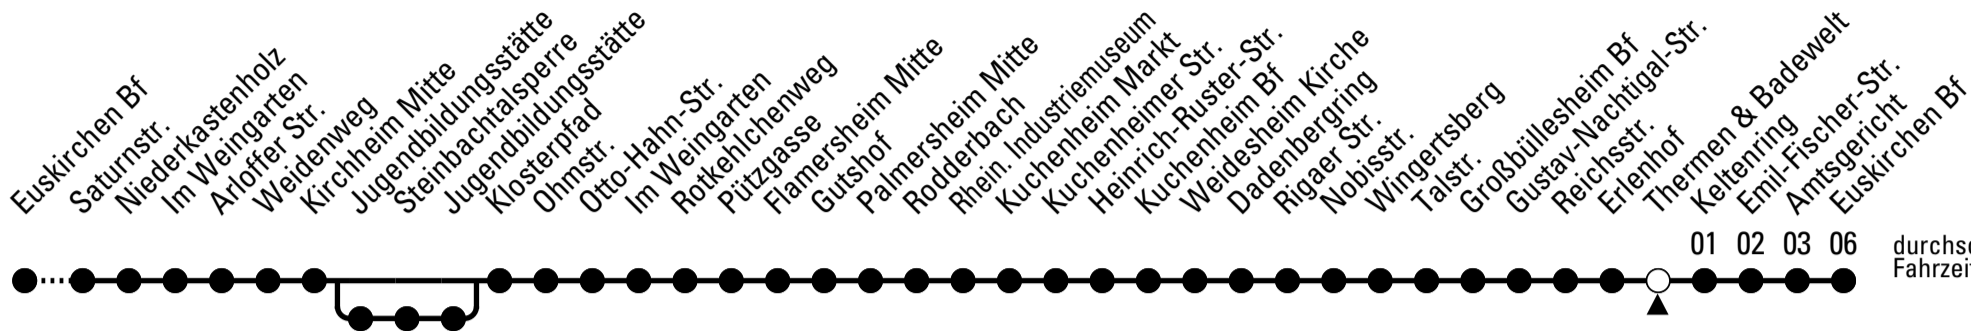 Euskirchen Bf
Saturnstr.
Niederkastenholz
Im Weingarten
Arloffer Str.
Weidenweg
Kirchheim Mitte
Jugendbildungsstätte
Steinbachtalsperre
Jugendbildungsstätte
Klosterpfad
Ohmstr.
Otto-Hahn-Str.
Im Weingarten
Rotkehlchenweg
Pützgasse
Flamersheim Mitte
Gutshof
Palmersheim Mitte
Rodderbach
Rhein. Industriemuseum
Kuchenheim Markt
Kuchenheimer Str.
Heinrich-Ruster-Str.
Kuchenheim Bf
Weidesheim Kirche
Dadenbergring
Rigaer Str.
Nobisstr.
Wingertsberg
Talstr.
Großbüllesheim Bf
Gustav-Nachtigal-Str.
Reichsstr.
Erlenhof
Thermen & Badewelt
Keltenring
Emil-Fischer-Str.
Amtsgericht
Euskirchen Bf
01 02 03 06